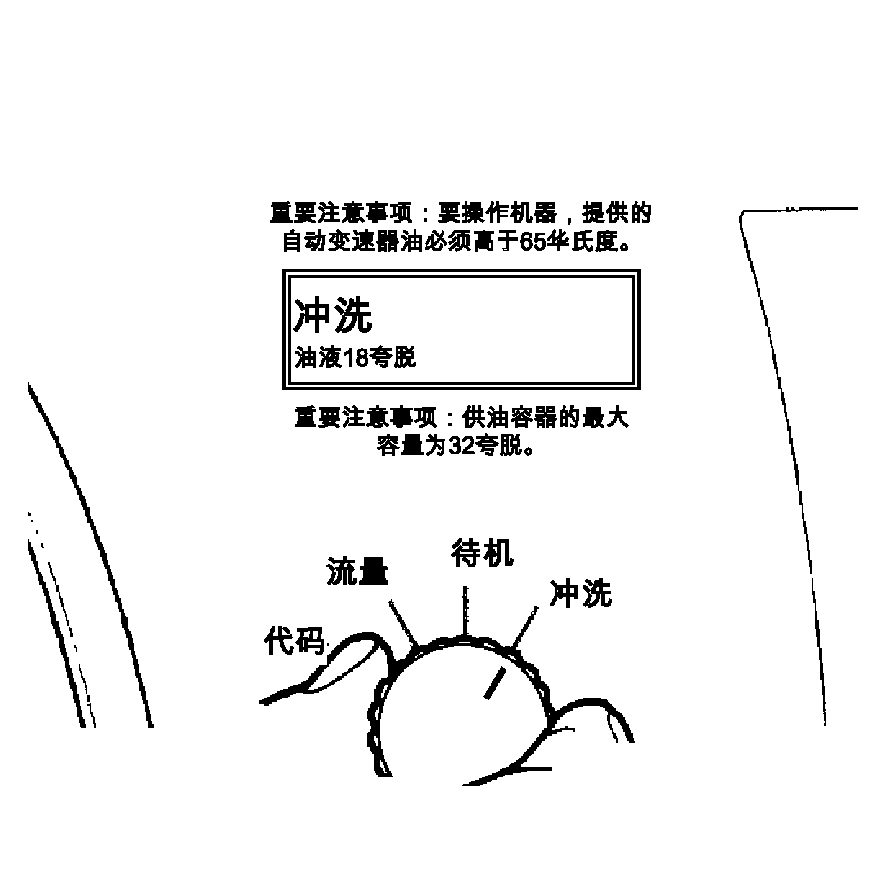 重要注意事项：要操作机器，提供的
自动变速器油必须高于65华氏度。
冲洗
油液18夸脱
重要注意事项：供油容器的最大
容量为32夸脱。
待机
流量
冲洗
代码